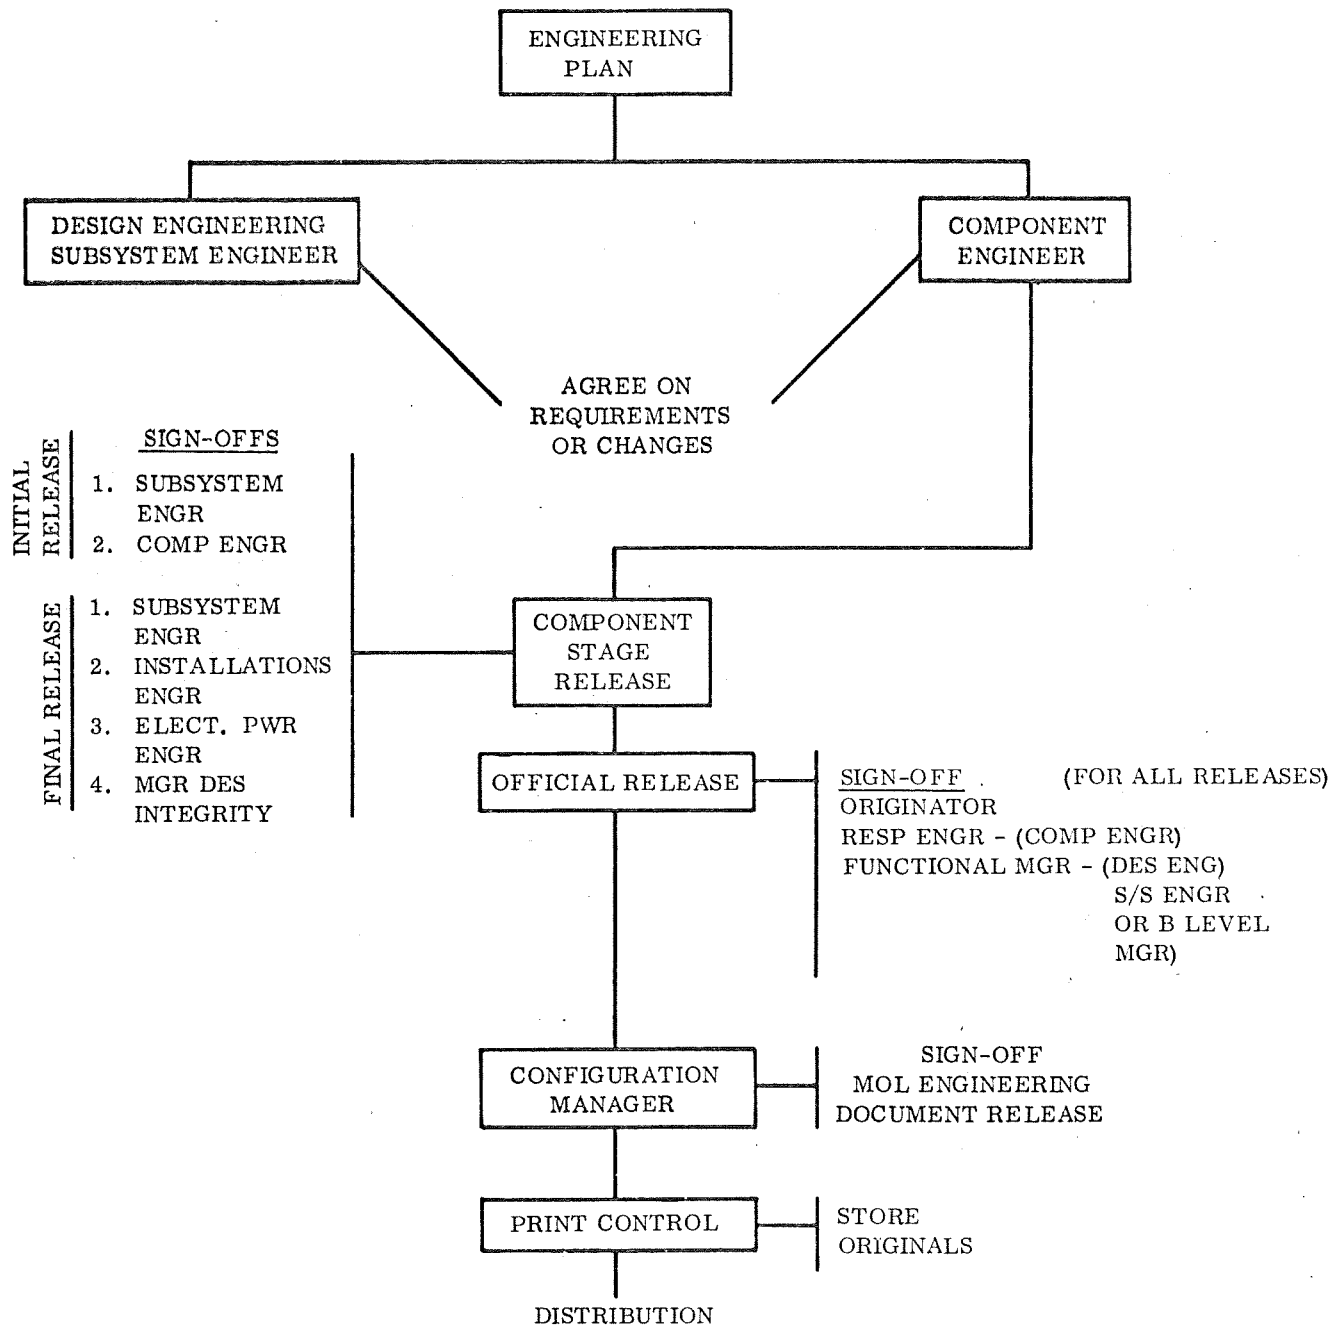 ENGINEERING
PLAN
DESIGN ENGINEERING
SUBSYSTEM ENGINEER
COMPONENT
ENGINEER
AGREE ON
REQUIREMENTS
OR CHANGES
INITIAL
RELEASE
SIGN-OFFS
1. SUBSYSTEM
ENGR
2. COMP ENGR
FINAL RELEASE
1. SUBSYSTEM
ENGR
2. INSTALLATIONS
ENGR
3. ELECT. PWR
ENGR
4. MGR DES
INTEGRITY
COMPONENT
STAGE
RELEASE
OFFICIAL RELEASE
SIGN-OFF (FOR ALL RELEASES)
ORIGINATOR
RESP ENGR - (COMP ENGR)
FUNCTIONAL MGR - (DES ENG)
S/S ENGR
OR B LEVEL
MGR)
CONFIGURATION
MANAGER
SIGN-OFF
MOL ENGINEERING
DOCUMENT RELEASE
PRINT CONTROL
STORE
ORIGINALS
DISTRIBUTION